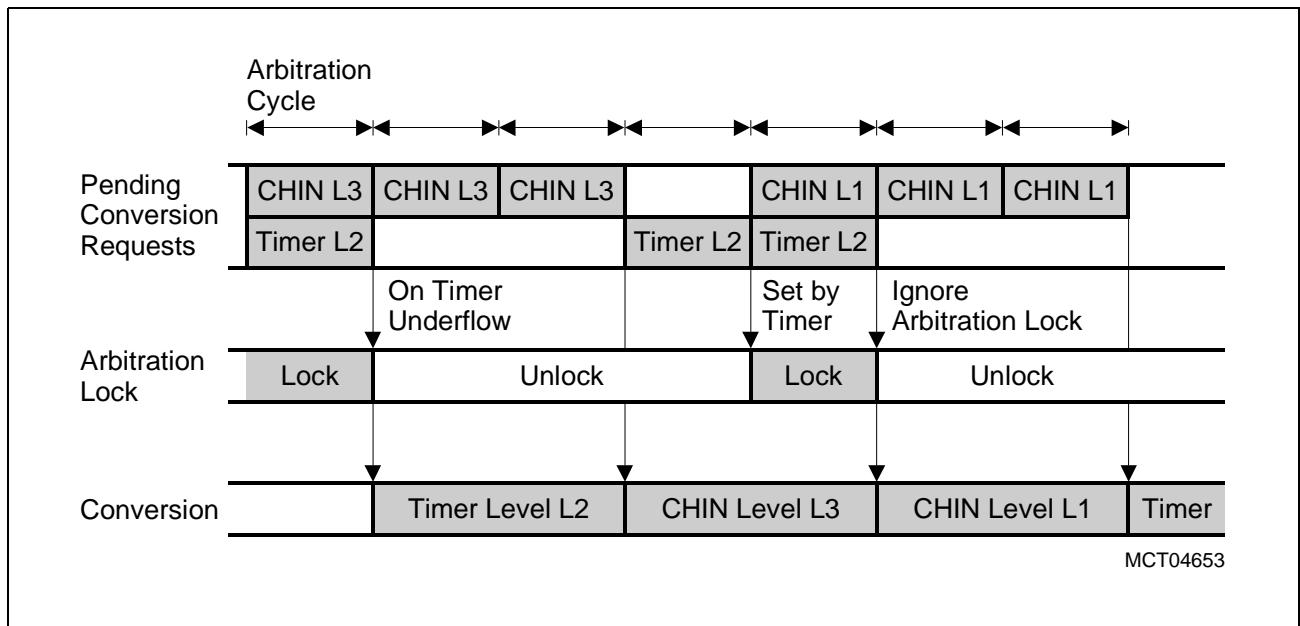 Arbitration
Cycle
Pending
Conversion
Requests
CHIN L3 CHIN L3 CHIN L3 CHIN L1 CHIN L1 CHIN L1
Timer L2 Timer L2 Timer L2
On Timer
Underflow
Set by
Timer
Ignore
Arbitration Lock
Arbitration
Lock
Lock Unlock Lock Unlock
Conversion
Timer Level L2 CHIN Level L3 CHIN Level L1 Timer
MCT04653